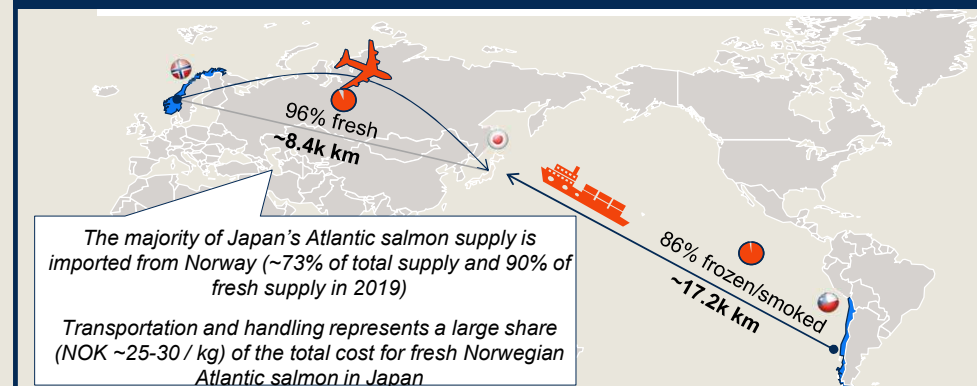 96% fresh
~8.4k km
86% frozen/smoked
~17.2k km
The majority of Japan's Atlantic salmon supply is
imported from Norway (~73% of total supply and 90% of
fresh supply in 2019)
Transportation and handling represents a large share
(NOK ~25-30 / kg) of the total cost for fresh Norwegian
Atlantic salmon in Japan